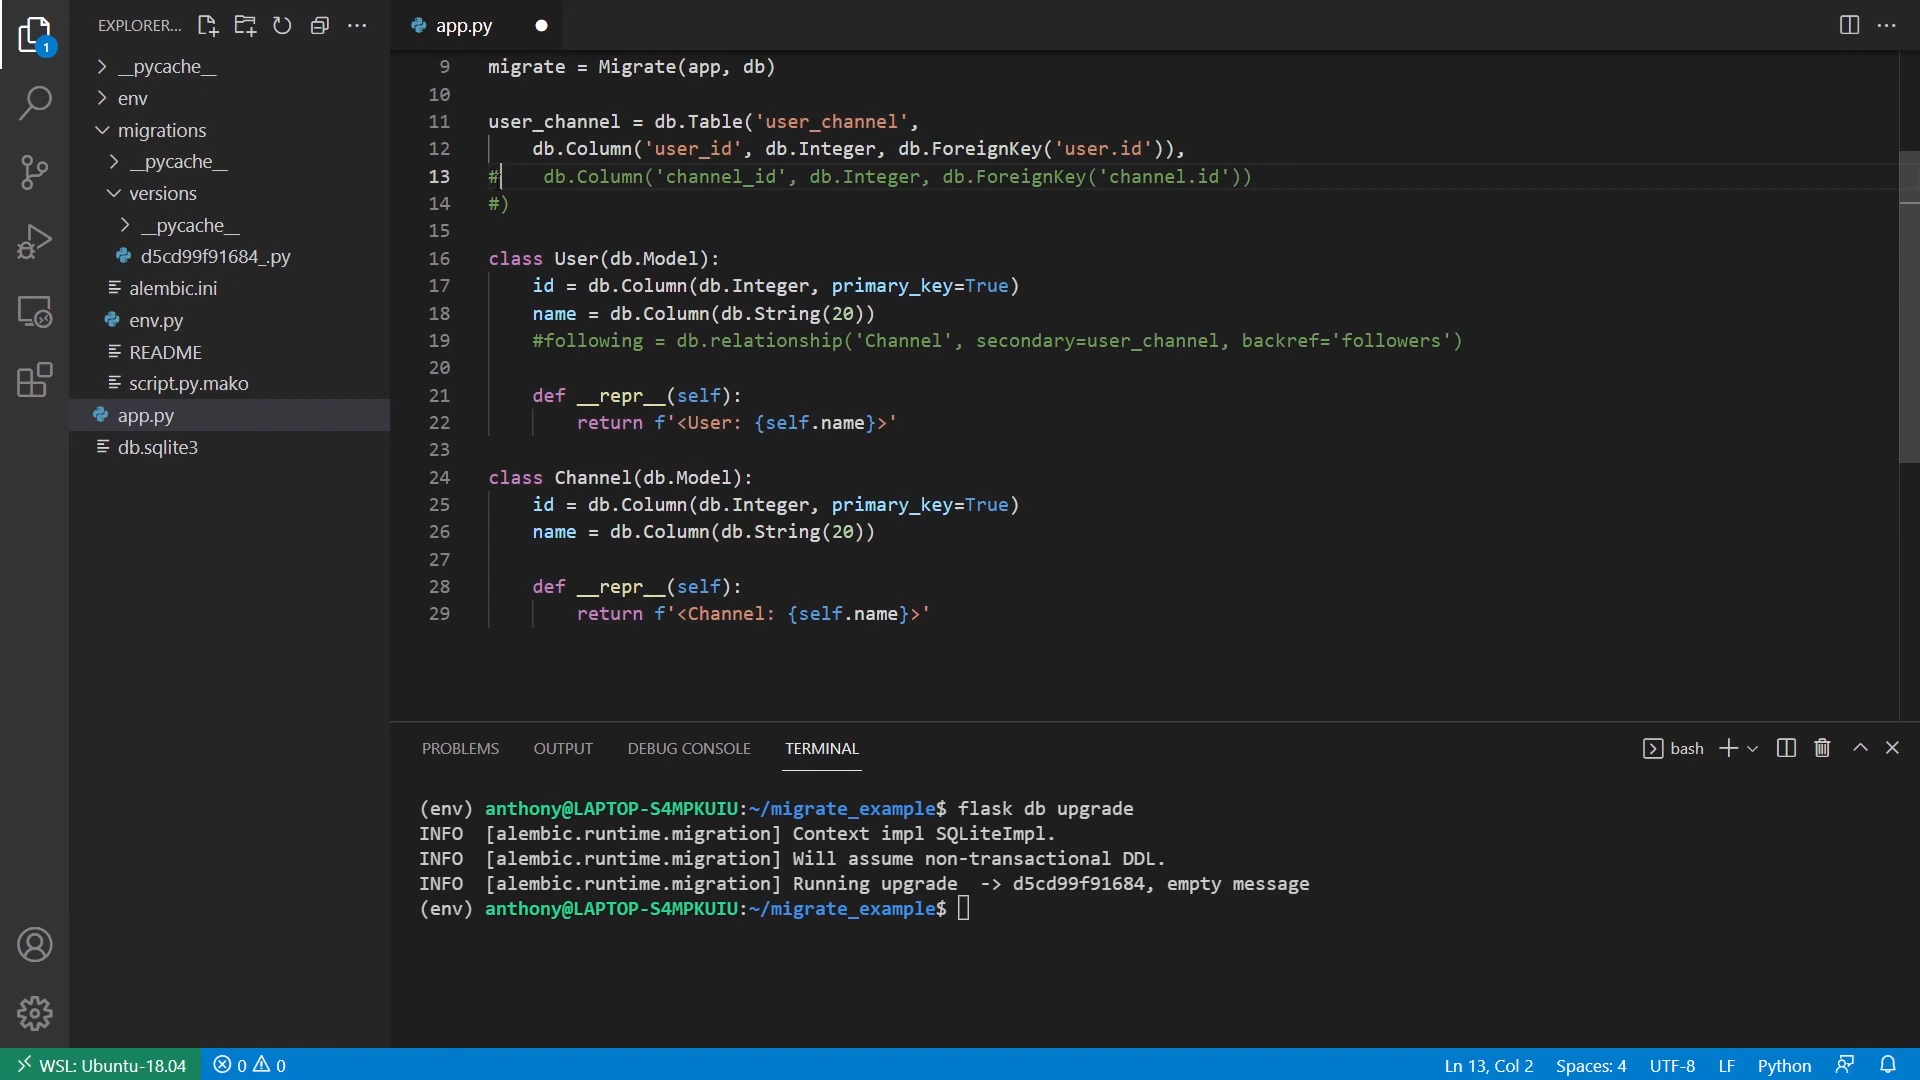 EXPLORER...
1
__pycache__
env
migrations
__pycache__
versions
__pycache__
d5cd99f91684_.py
alembic.ini
env.py
README
script.py.mako
app.py
db.sqlite3
app.py
9 migrate = Migrate(app, db)
10
11 user_channel = db.Table('user_channel',
12     db.Column('user_id', db.Integer, db.ForeignKey('user.id')),
13 #    db.Column('channel_id', db.Integer, db.ForeignKey('channel.id'))
14 #)
15
16 class User(db.Model):
17     id = db.Column(db.Integer, primary_key=True)
18     name = db.Column(db.String(20))
19     #following = db.relationship('Channel', secondary=user_channel, backref='followers')
20
21     def __repr__(self):
22         return f'<User: {self.name}>'
23
24 class Channel(db.Model):
25     id = db.Column(db.Integer, primary_key=True)
26     name = db.Column(db.String(20))
27
28     def __repr__(self):
29         return f'<Channel: {self.name}>'
PROBLEMS OUTPUT DEBUG CONSOLE TERMINAL bash
(env) anthony@LAPTOP-S4MPKUIU:~/migrate_example$ flask db upgrade
INFO  [alembic.runtime.migration] Context impl SQLiteImpl.
INFO  [alembic.runtime.migration] Will assume non-transactional DDL.
INFO  [alembic.runtime.migration] Running upgrade  -> d5cd99f91684, empty message
(env) anthony@LAPTOP-S4MPKUIU:~/migrate_example$
WSL: Ubuntu-18.04 0 0 Ln 13, Col 2 Spaces: 4 UTF-8 LF Python